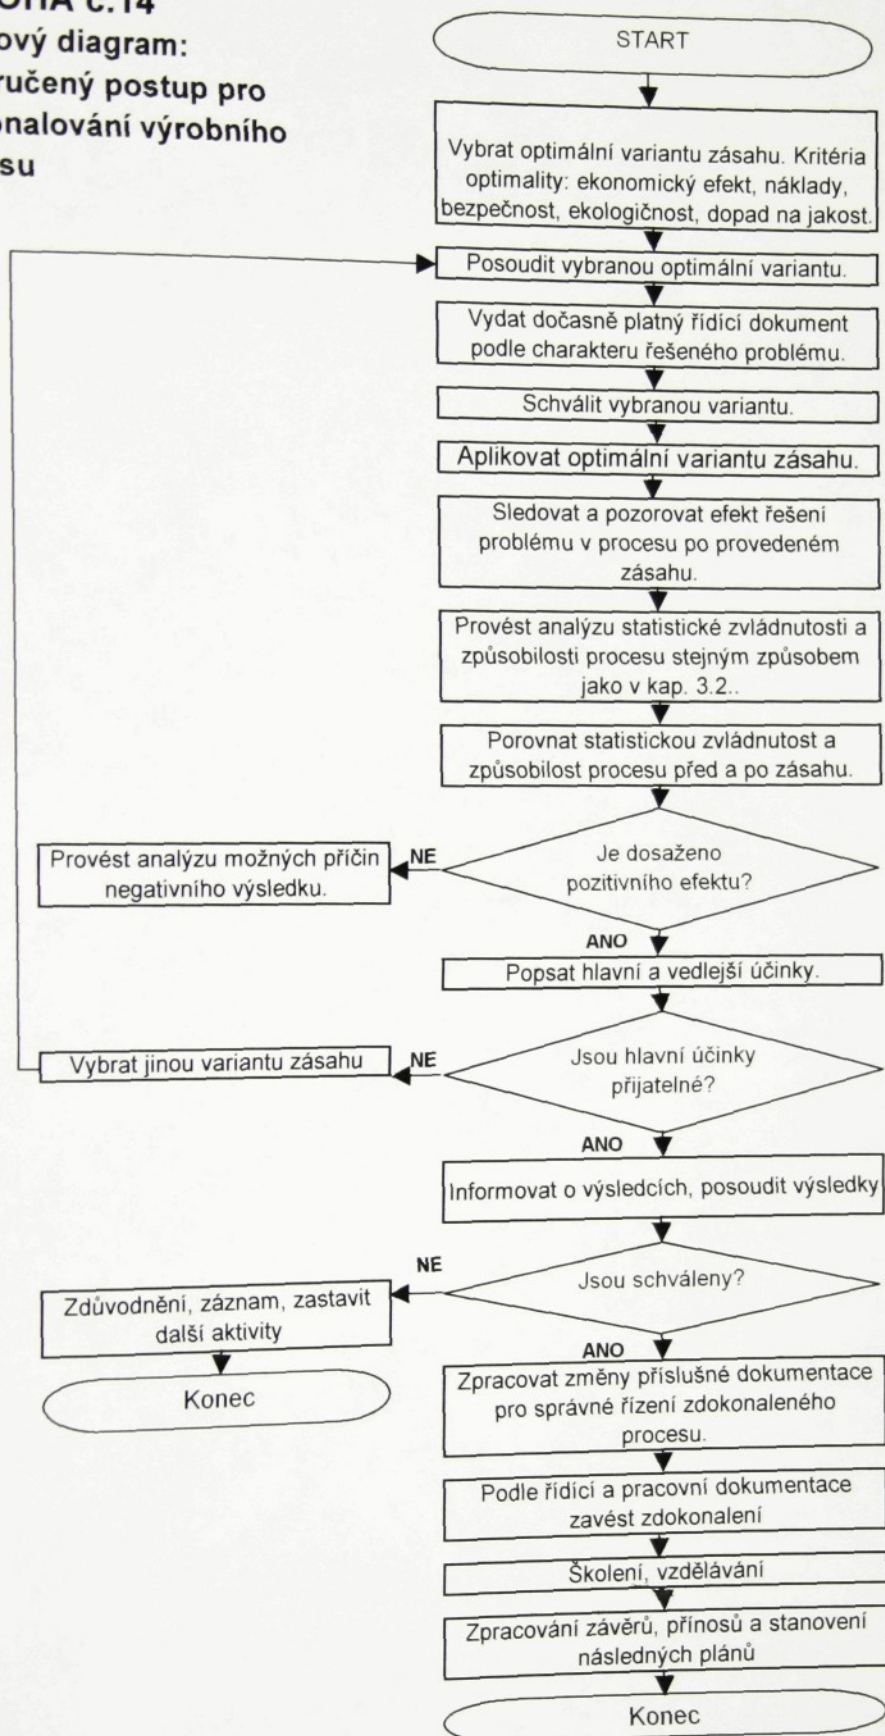 č.14
diagram:
postup pro
výrobního
START
Vybrat optimální variantu zásahu. Kritéria
optimality: ekonomický efekt, náklady,
bezpečnost, ekologičnost, dopad na jakost.
Posoudit vybranou optimální variantu.
Vydat dočasně platný řídící dokument
podle charakteru řešeného problému.
Schválit vybranou variantu.
Aplikovat optimální variantu zásahu.
Sledovat a pozorovat efekt řešení
problému v procesu po provedeném
zásahu.
Provést analýzu statistické zvládnutosti a
způsobilosti procesu stejným způsobem
jako v kap. 3.2..
Porovnat statistickou zvládnutost a
způsobilost procesu před a po zásahu.
Je dosaženo
pozitivního efektu?
NE
Provést analýzu možných příčin
negativního výsledku.
ANO
Popsat hlavní a vedlejší účinky.
Jsou hlavní účinky
přijatelné?
NE
Vybrat jinou variantu zásahu
ANO
Informovat o výsledcích, posoudit výsledky
Jsou schváleny?
NE
Zdůvodnění, záznam, zastavit
další aktivity
Konec
ANO
Zpracovat změny příslušné dokumentace
pro správné řízení zdokonaleného
procesu.
Podle řídící a pracovní dokumentace
zavést zdokonalení
Školení, vzdělávání
Zpracování závěrů, přínosů a stanovení
následných plánů
Konec